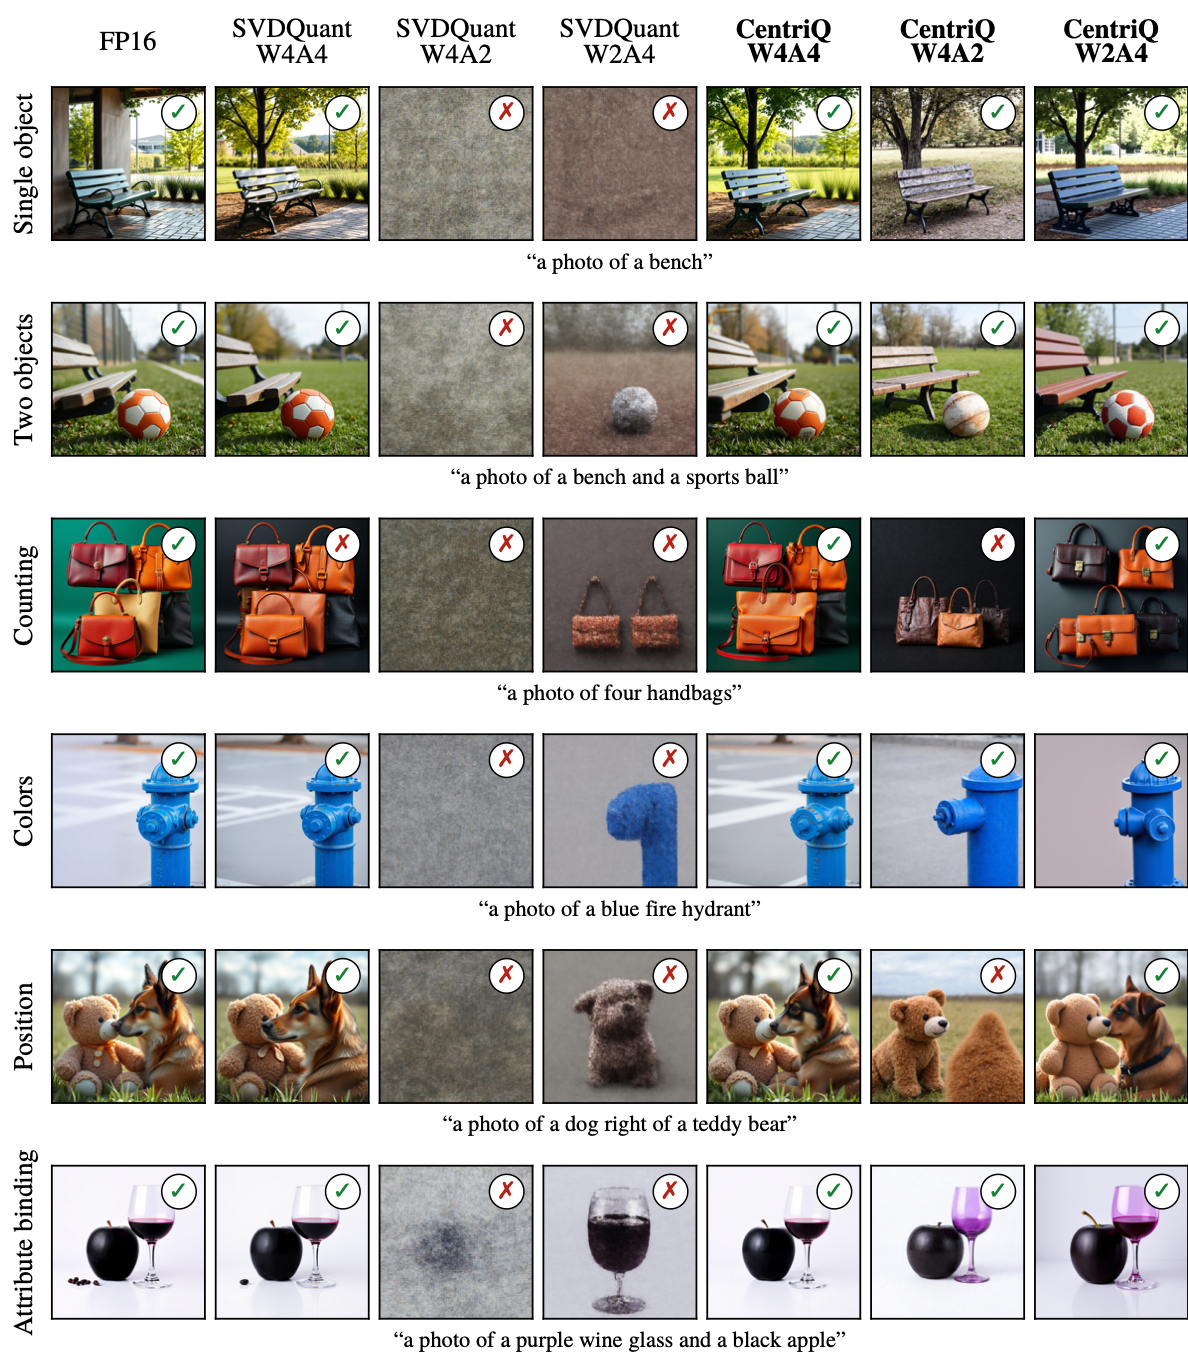 FP16
SVDQuant
W4A4
SVDQuant
W4A2
SVDQuant
W2A4
CentriQ
W4A4
CentriQ
W4A2
CentriQ
W2A4
Single object
✓ ✓ ✗ ✗ ✓ ✓ ✓
“a photo of a bench”
Two objects
✓ ✓ ✗ ✗ ✓ ✓ ✓
“a photo of a bench and a sports ball”
Counting
✓ ✗ ✗ ✗ ✓ ✗ ✓
“a photo of four handbags”
Colors
✓ ✓ ✗ ✗ ✓ ✓ ✓
“a photo of a blue fire hydrant”
Position
✓ ✓ ✗ ✗ ✓ ✗ ✓
“a photo of a dog right of a teddy bear”
Attribute binding
✓ ✓ ✗ ✗ ✓ ✓ ✓
“a photo of a purple wine glass and a black apple”